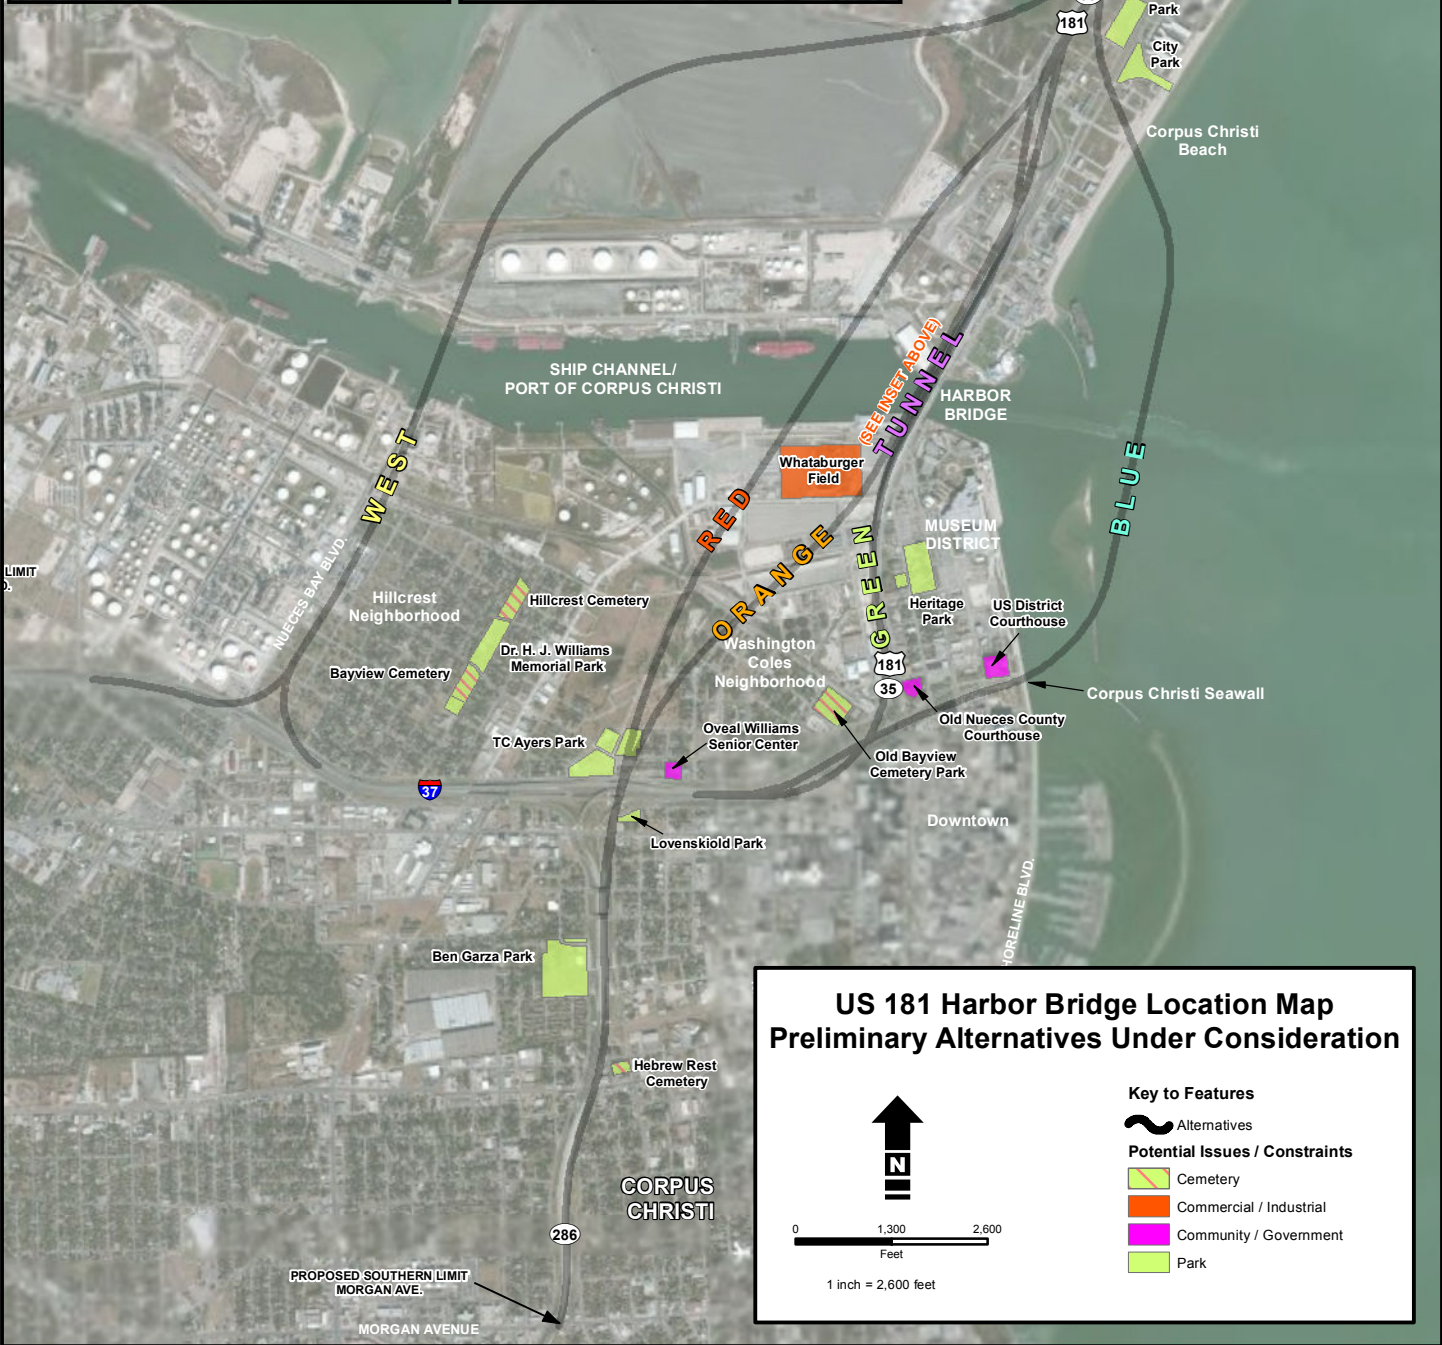 181
Park
City
Park
Corpus Christi
Beach
SHIP CHANNEL/
PORT OF CORPUS CHRISTI
(SEE INSET ABOVE)
TUNNEL
HARBOR
BRIDGE
WEST
RED
ORANGE
GREEN
BLUE
Whataburger
Field
MUSEUM
DISTRICT
LIMIT
NUECES BAY BLVD.
Hillcrest
Neighborhood
Hillcrest Cemetery
Heritage
Park
US District
Courthouse
Dr. H. J. Williams
Memorial Park
Bayview Cemetery
Washington
Coles
Neighborhood
181
35
Corpus Christi Seawall
Old Nueces County
Courthouse
TC Ayers Park
Oveal Williams
Senior Center
Old Bayview
Cemetery Park
37
Lovenskiold Park
Downtown
HORELINE BLVD.
Ben Garza Park
Hebrew Rest
Cemetery
CORPUS
CHRISTI
286
PROPOSED SOUTHERN LIMIT
MORGAN AVE.
MORGAN AVENUE
US 181 Harbor Bridge Location Map
Preliminary Alternatives Under Consideration
N
0 1,300 2,600
Feet
1 inch = 2,600 feet
Key to Features
Alternatives
Potential Issues / Constraints
Cemetery
Commercial / Industrial
Community / Government
Park